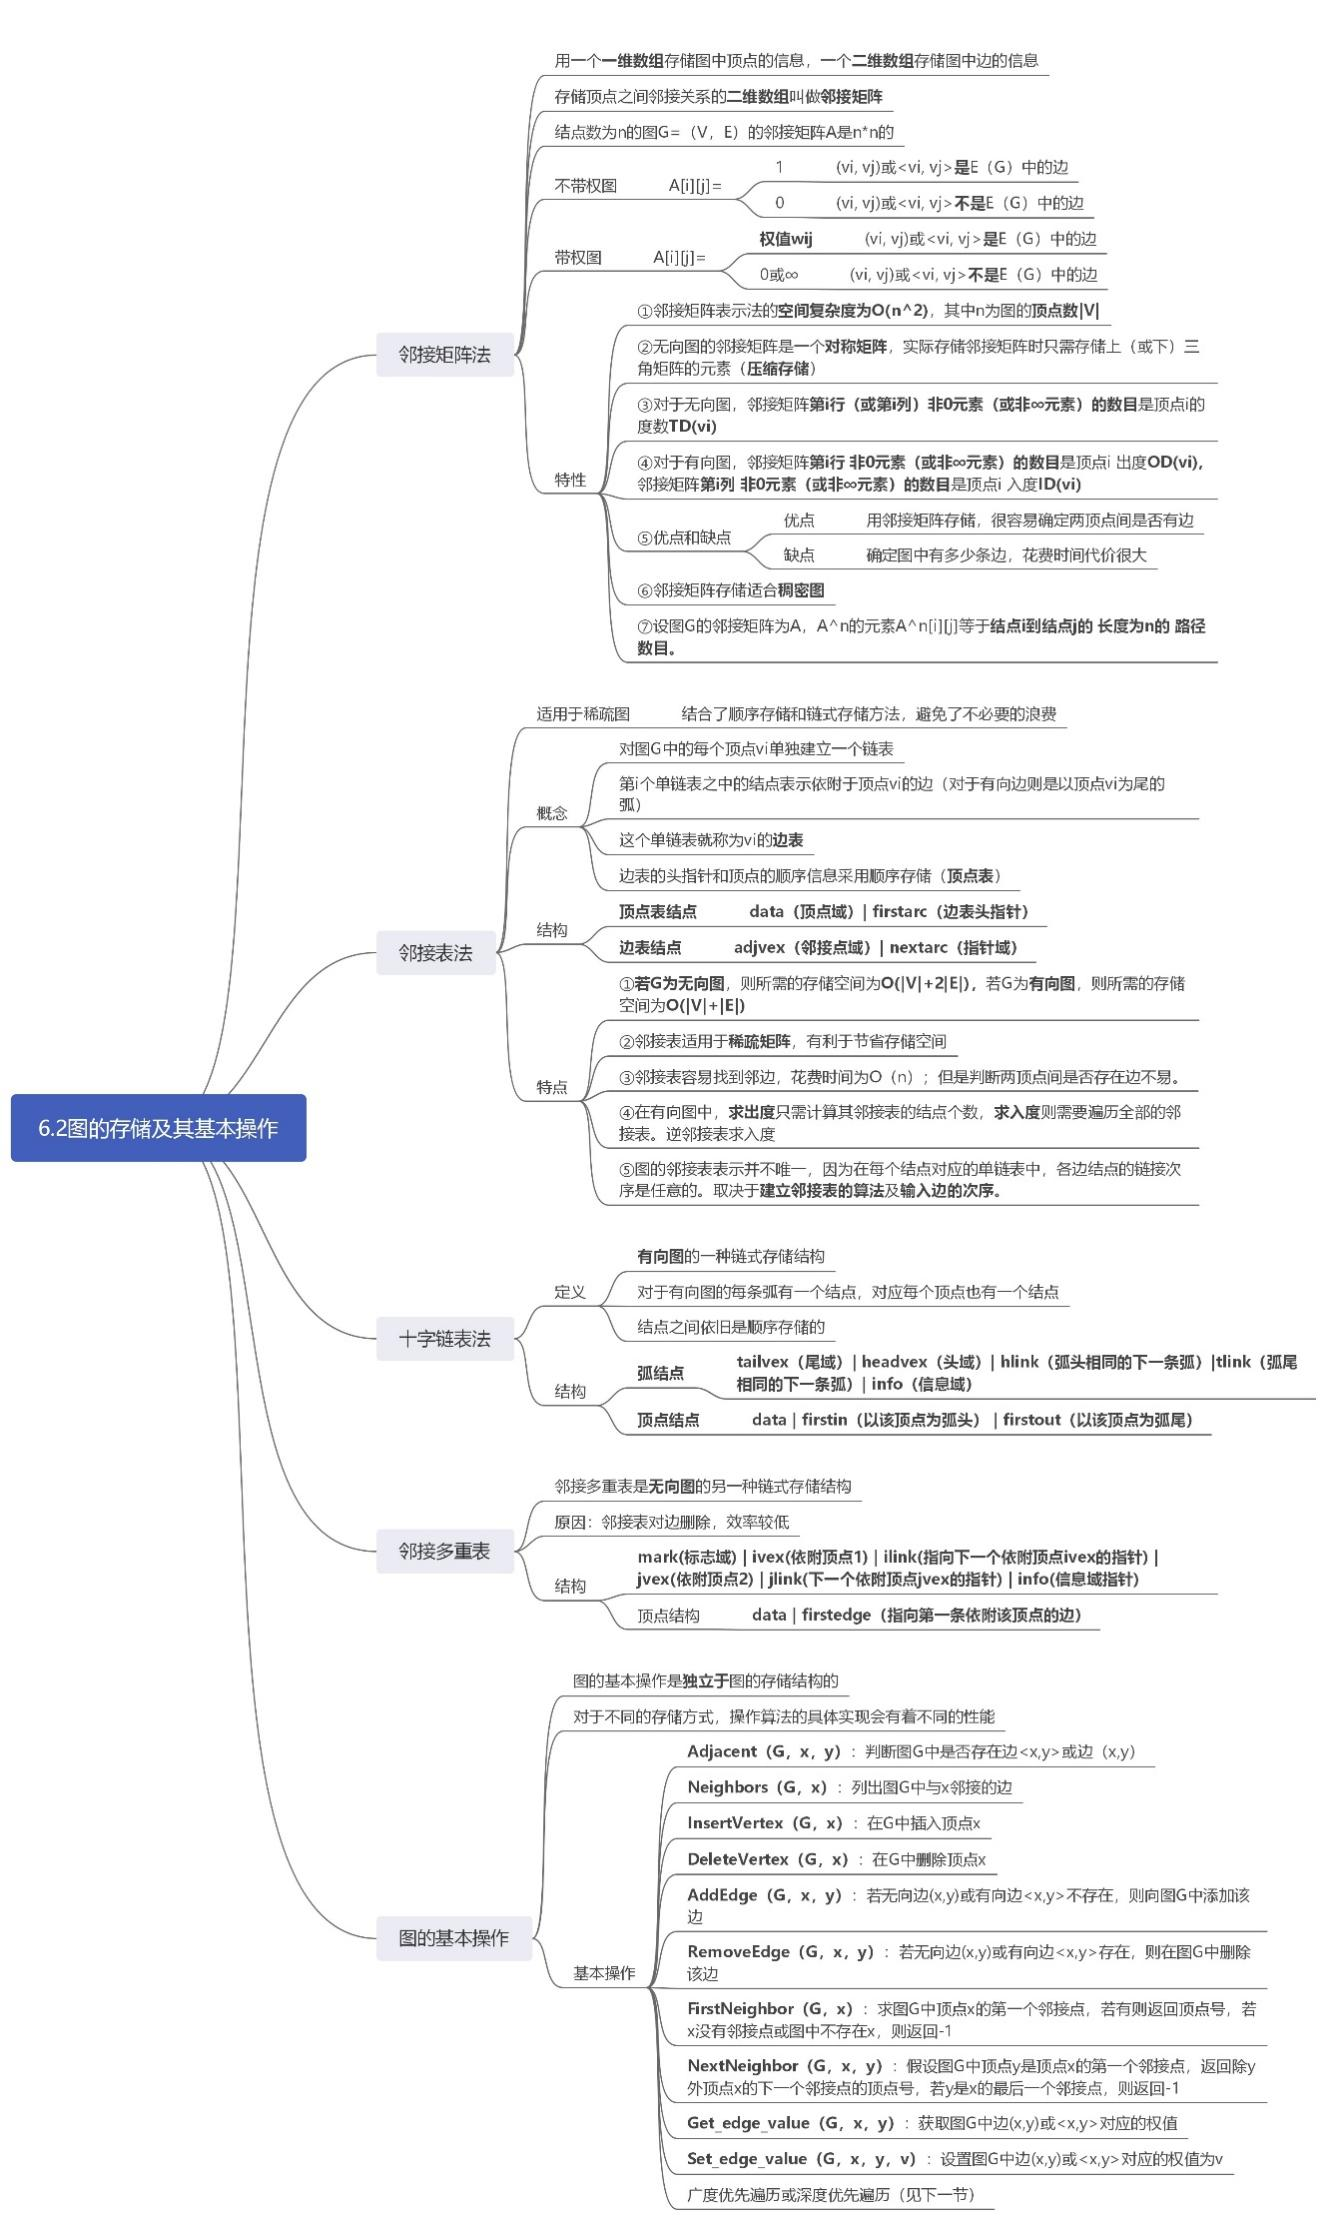 用一个一维数组存储图中顶点的信息，一个二维数组存储图中边的信息
存储顶点之间邻接关系的二维数组叫做邻接矩阵
结点数为n的图G=（V，E）的邻接矩阵A是n*n的
不带权图 A[i][j]=
1 (vi, vj)或<vi, vj>是E（G）中的边
0 (vi, vj)或<vi, vj>不是E（G）中的边
带权图 A[i][j]=
权值wij (vi, vj)或<vi, vj>是E（G）中的边
0或∞ (vi, vj)或<vi, vj>不是E（G）中的边
邻接矩阵法
特性
①邻接矩阵表示法的空间复杂度为O(n^2)，其中n为图的顶点数|V|
②无向图的邻接矩阵是一个对称矩阵，实际存储邻接矩阵时只需存储上（或下）三
角矩阵的元素（压缩存储）
③对于无向图，邻接矩阵第i行（或第i列）非0元素（或非∞元素）的数目是顶点i的
度数TD(vi)
④对于有向图，邻接矩阵第i行 非0元素（或非∞元素）的数目是顶点i 出度OD(vi)，
邻接矩阵第i列 非0元素（或非∞元素）的数目是顶点i 入度ID(vi)
⑤优点和缺点
优点 用邻接矩阵存储，很容易确定两顶点间是否有边
缺点 确定图中有多少条边，花费时间代价很大
⑥邻接矩阵存储适合稠密图
⑦设图G的邻接矩阵为A，A^n的元素A^n[i][j]等于结点i到结点j的 长度为n的 路径
数目。
适用于稀疏图 结合了顺序存储和链式存储方法，避免了不必要的浪费
邻接表法
概念
对图G中的每个顶点vi单独建立一个链表
第i个单链表之中的结点表示依附于顶点vi的边（对于有向边则是以顶点vi为尾的
弧）
这个单链表就称为vi的边表
边表的头指针和顶点的顺序信息采用顺序存储（顶点表）
结构
顶点表结点 data（顶点域）| firstarc（边表头指针）
边表结点 adjvex（邻接点域）| nextarc（指针域）
特点
①若G为无向图，则所需的存储空间为O(|V|+2|E|)，若G为有向图，则所需的存储
空间为O(|V|+|E|)
②邻接表适用于稀疏矩阵，有利于节省存储空间
③邻接表容易找到邻边，花费时间为O（n）；但是判断两顶点间是否存在边不易。
④在有向图中，求出度只需计算其邻接表的结点个数，求入度则需要遍历全部的邻
接表。逆邻接表求入度
⑤图的邻接表表示并不唯一，因为在每个结点对应的单链表中，各边结点的链接次
序是任意的。取决于建立邻接表的算法及输入边的次序。
6.2图的存储及其基本操作
十字链表法
定义
有向图的一种链式存储结构
对于有向图的每条弧有一个结点，对应每个顶点也有一个结点
结点之间依旧是顺序存储的
结构
弧结点
tailvex（尾域）| headvex（头域）| hlink（弧头相同的下一条弧）|tlink（弧尾
相同的下一条弧）| info（信息域）
顶点结点 data | firstin（以该顶点为弧头） | firstout（以该顶点为弧尾）
邻接多重表
邻接多重表是无向图的另一种链式存储结构
原因：邻接表对边删除，效率较低
结构
mark(标志域) | ivex(依附顶点1) | ilink(指向下一个依附顶点ivex的指针) |
jvex(依附顶点2) | jlink(下一个依附顶点jvex的指针) | info(信息域指针)
顶点结构 data | firstedge（指向第一条依附该顶点的边）
图的基本操作
图的基本操作是独立于图的存储结构的
对于不同的存储方式，操作算法的具体实现会有着不同的性能
基本操作
Adjacent（G，x，y）：判断图G中是否存在边<x,y>或边（x,y）
Neighbors（G，x）：列出图G中与x邻接的边
InsertVertex（G，x）：在G中插入顶点x
DeleteVertex（G，x）：在G中删除顶点x
AddEdge（G，x，y）：若无向边(x,y)或有向边<x,y>不存在，则向图G中添加该
边
RemoveEdge（G，x，y）：若无向边(x,y)或有向边<x,y>存在，则在图G中删除
该边
FirstNeighbor（G，x）：求图G中顶点x的第一个邻接点，若有则返回顶点号，若
x没有邻接点或图中不存在x，则返回-1
NextNeighbor（G，x，y）：假设图G中顶点y是顶点x的第一个邻接点，返回除y
外顶点x的下一个邻接点的顶点号，若y是x的最后一个邻接点，则返回-1
Get_edge_value（G，x，y）：获取图G中边(x,y)或<x,y>对应的权值
Set_edge_value（G，x，y，v）：设置图G中边(x,y)或<x,y>对应的权值为v
广度优先遍历或深度优先遍历（见下一节）